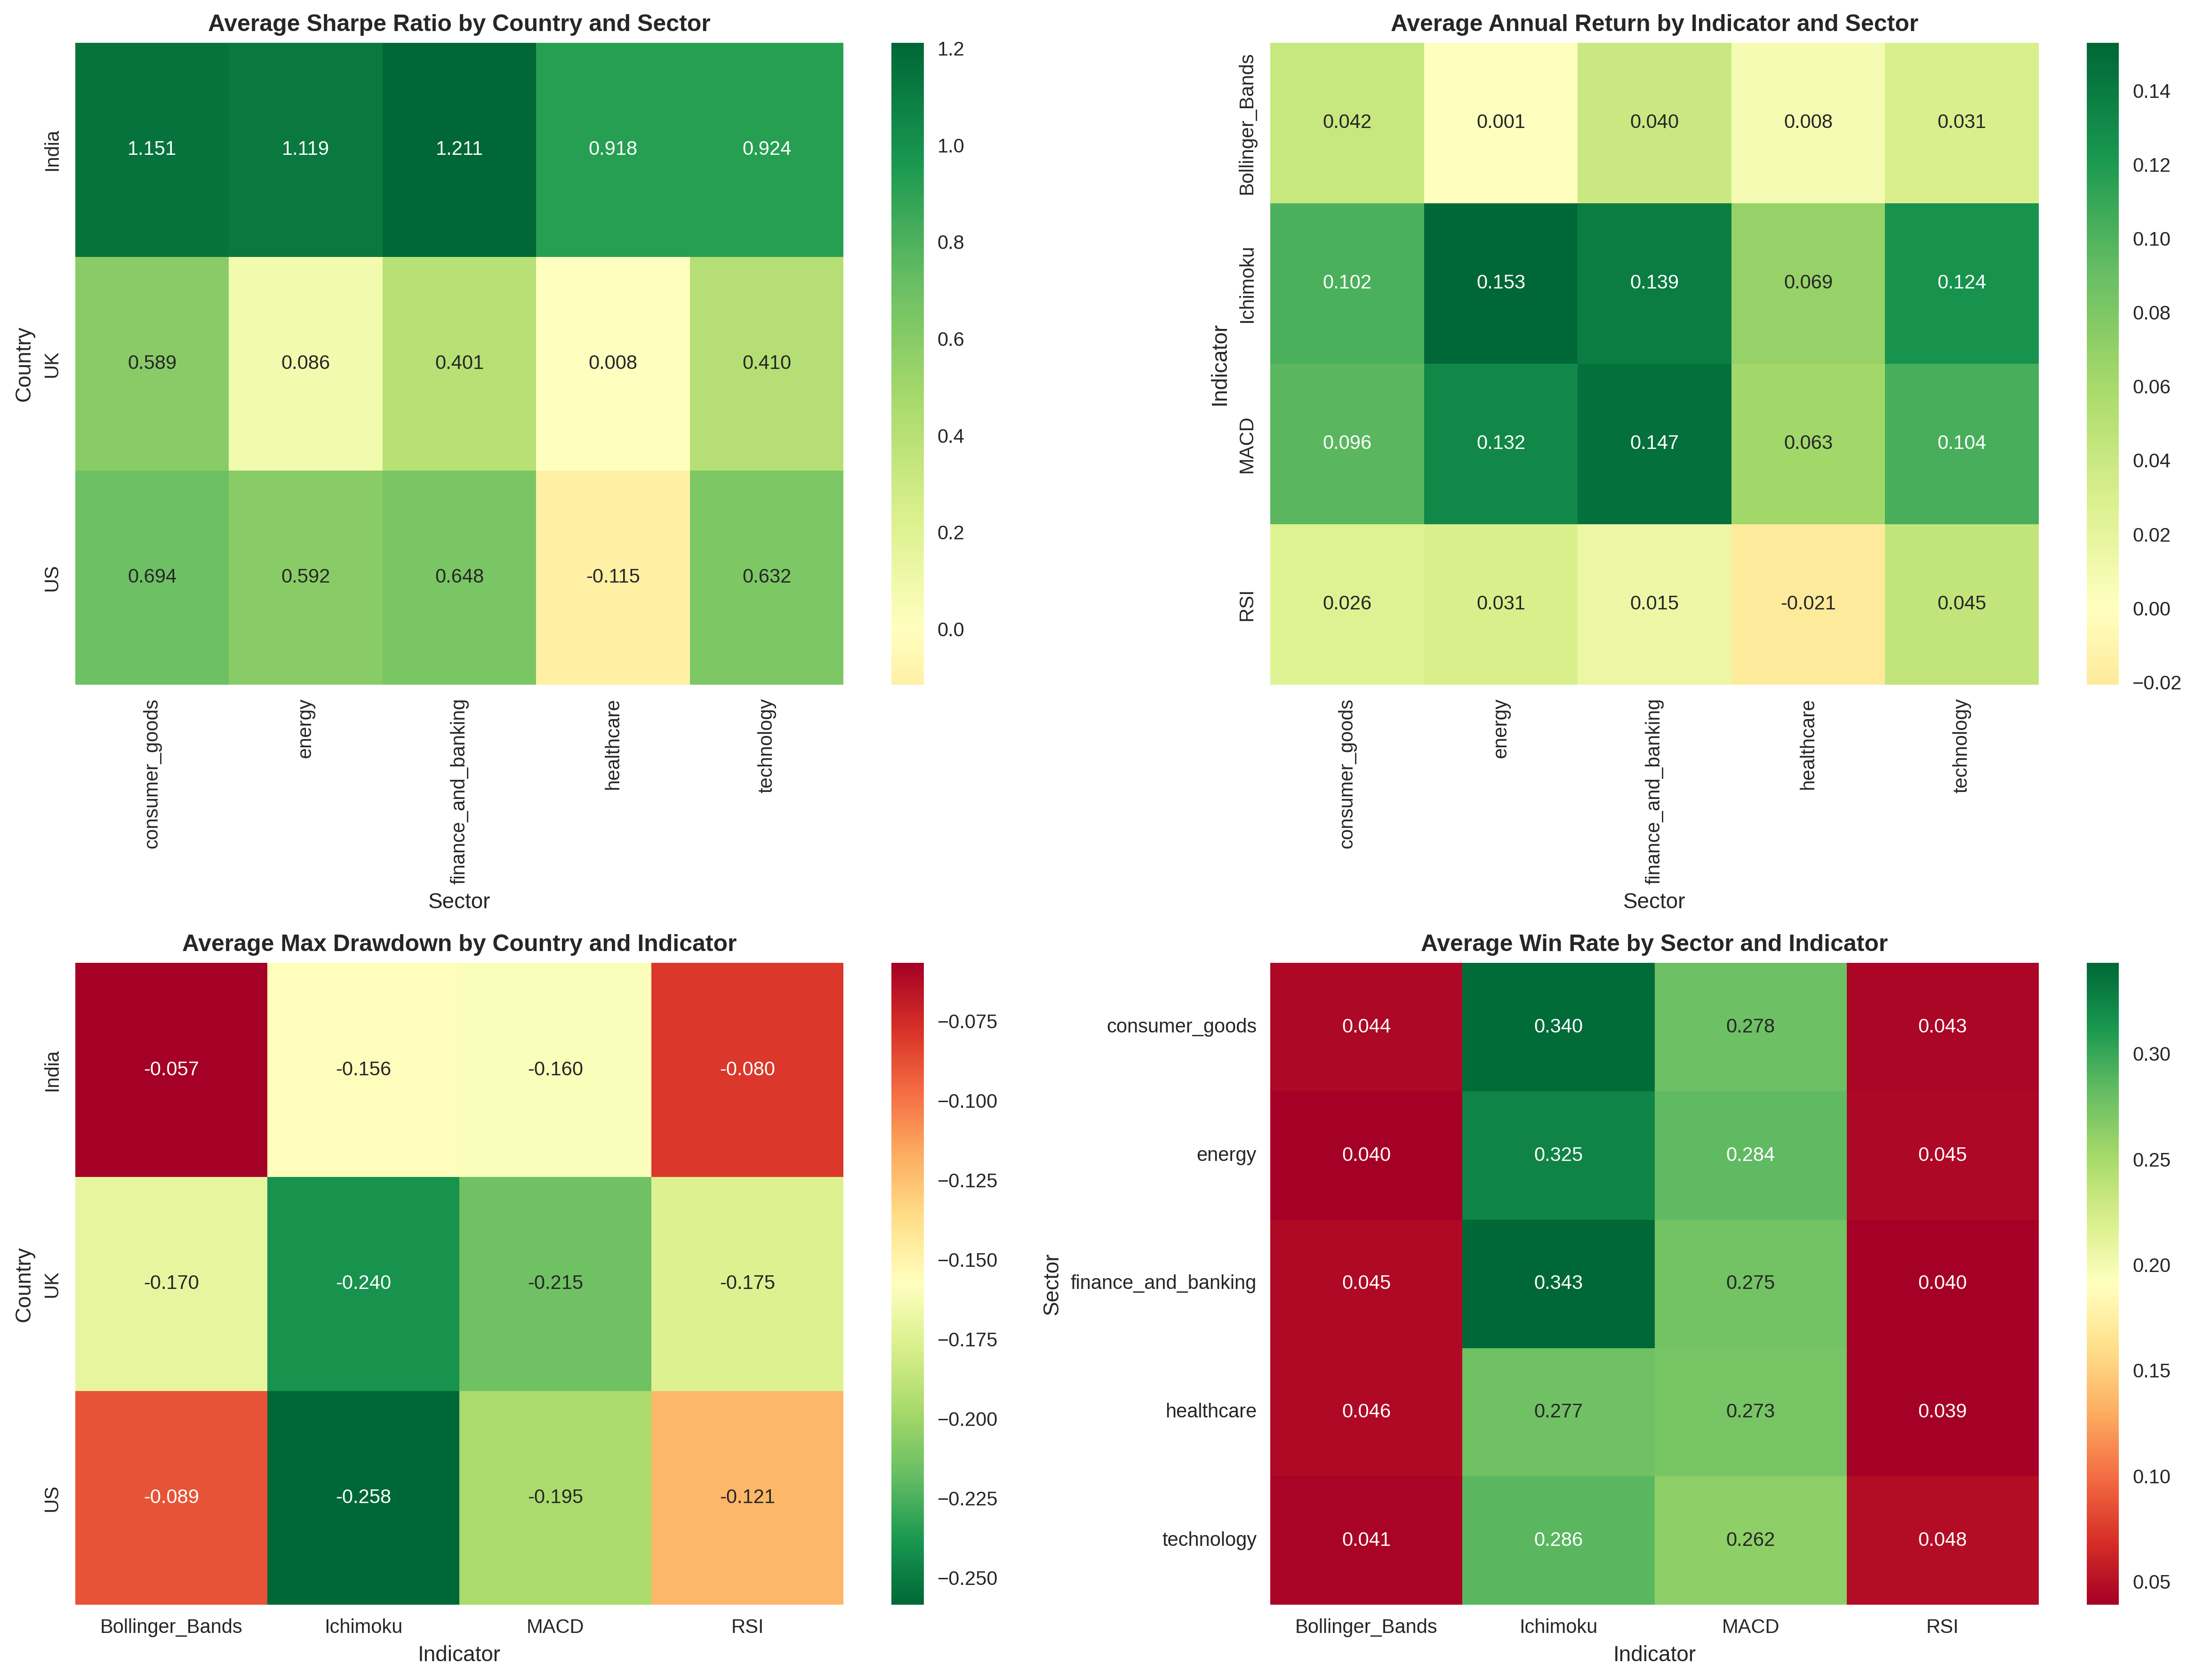 Average Sharpe Ratio by Country and Sector
Country
India
1.151 1.119 1.211 0.918 0.924
UK
0.589 0.086 0.401 0.008 0.410
US
0.694 0.592 0.648 -0.115 0.632
1.2
1.0
0.8
0.6
0.4
0.2
0.0
consumer_goods
energy
finance_and_banking
healthcare
technology
Sector
Average Annual Return by Indicator and Sector
Indicator
Bollinger_Bands
0.042 0.001 0.040 0.008 0.031
Ichimoku
0.102 0.153 0.139 0.069 0.124
MACD
0.096 0.132 0.147 0.063 0.104
RSI
0.026 0.031 0.015 -0.021 0.045
0.14
0.12
0.10
0.08
0.06
0.04
0.02
0.00
−0.02
consumer_goods
energy
finance_and_banking
healthcare
technology
Sector
Average Max Drawdown by Country and Indicator
Country
India
-0.057 -0.156 -0.160 -0.080
UK
-0.170 -0.240 -0.215 -0.175
US
-0.089 -0.258 -0.195 -0.121
−0.075
−0.100
−0.125
−0.150
−0.175
−0.200
−0.225
−0.250
Bollinger_Bands Ichimoku MACD RSI
Indicator
Average Win Rate by Sector and Indicator
Sector
consumer_goods 0.044 0.340 0.278 0.043
energy 0.040 0.325 0.284 0.045
finance_and_banking 0.045 0.343 0.275 0.040
healthcare 0.046 0.277 0.273 0.039
technology 0.041 0.286 0.262 0.048
0.30
0.25
0.20
0.15
0.10
0.05
Bollinger_Bands Ichimoku MACD RSI
Indicator